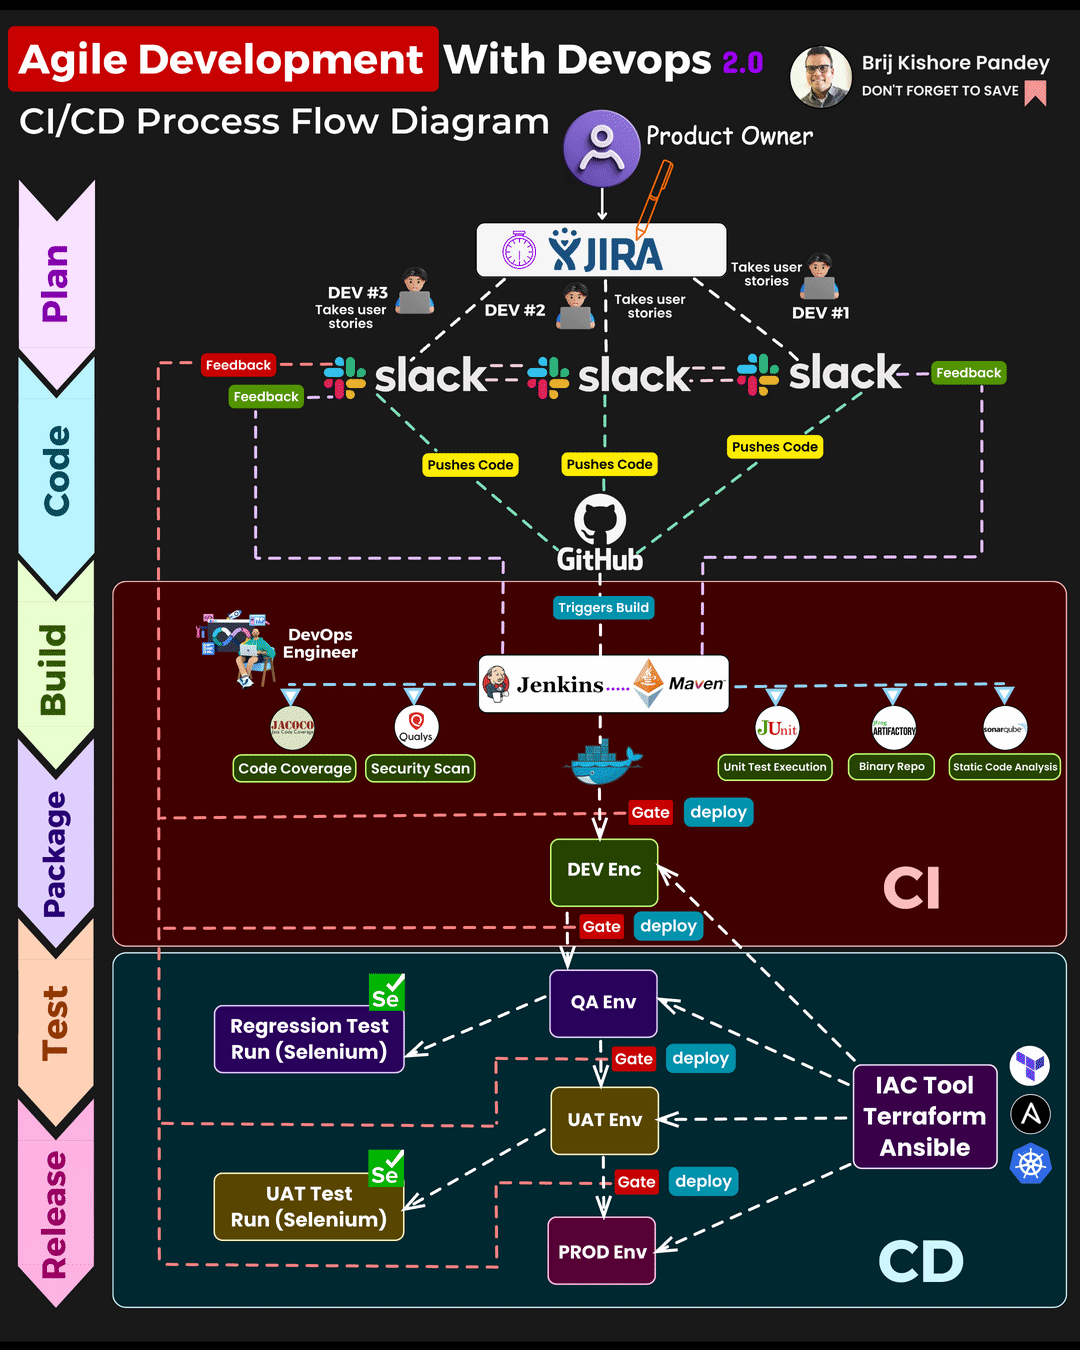 Agile Development With Devops 2.0
Brij Kishore Pandey
DON'T FORGET TO SAVE
CI/CD Process Flow Diagram
Product Owner
Plan
JIRA
DEV #3
Takes user
stories
DEV #2
Takes user
stories
Takes user
stories
DEV #1
Feedback
slack
slack
slack
Feedback
Feedback
Code
Pushes Code
Pushes Code
Pushes Code
GitHub
Build
Triggers Build
DevOps
Engineer
Jenkins
Maven
JACOCO
Java Code Coverage
Code Coverage
Qualys
Security Scan
JUnit
Unit Test Execution
JFrog
ARTIFACTORY
Binary Repo
sonarqube
Static Code Analysis
Package
Gate
deploy
DEV Enc
CI
Gate
deploy
Test
QA Env
Se
Regression Test
Run (Selenium)
Gate
deploy
IAC Tool
Terraform
Ansible
A
UAT Env
Release
Se
UAT Test
Run (Selenium)
Gate
deploy
PROD Env
CD